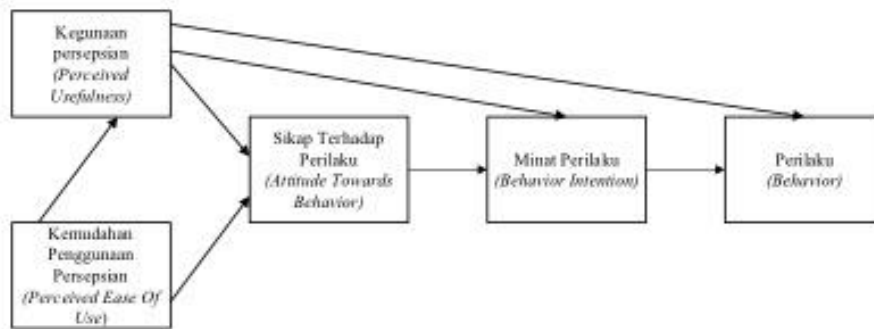 Kegunaan
persepsian
(Perceived
Usefulness)
Sikap Terhadap
Perilaku
(Attitude Towards
Behavior)
Minat Perilaku
(Behavior Intention)
Perilaku
(Behavior)
Kemudahan
Penggunaan
Persepsian
(Perceived Ease Of
Use)